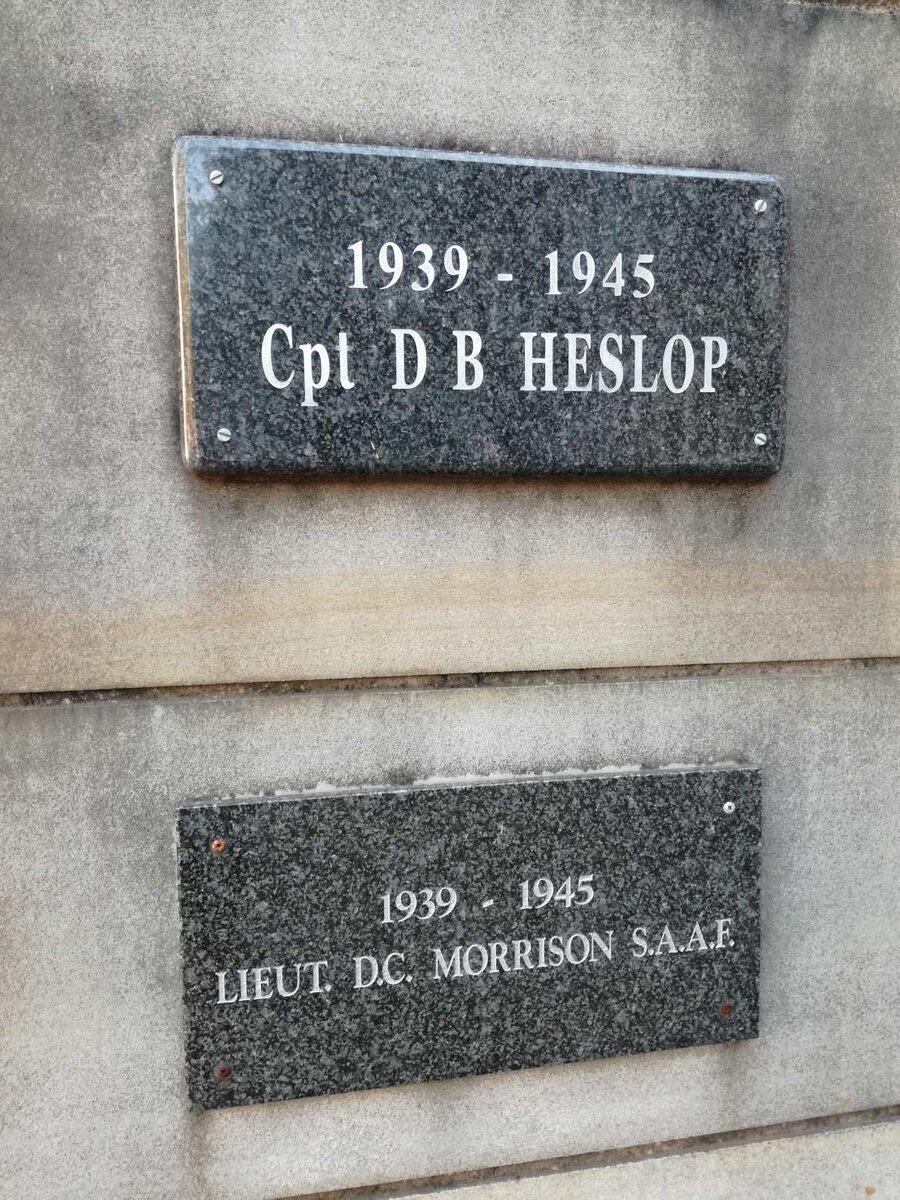 1939 - 1945
Cpt D B HESLOP
1939 - 1945
LIEUT. D.C. MORRISON S.A.A.F.